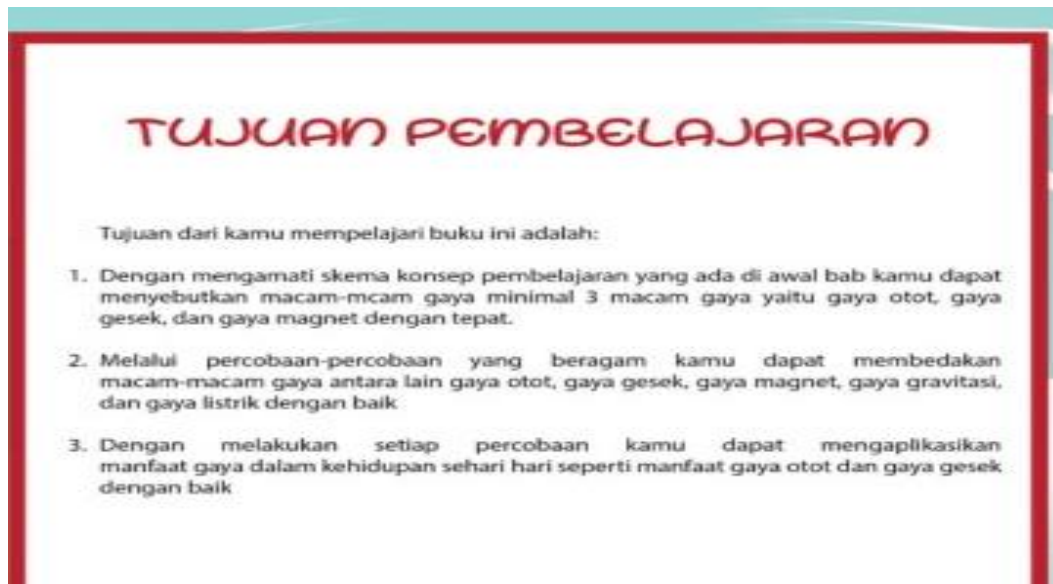 TUJUAN PEMBELAJARAN
Tujuan dari kamu mempelajari buku ini adalah:
1. Dengan mengamati skema konsep pembelajaran yang ada di awal bab kamu dapat
menyebutkan macam-mcam gaya minimal 3 macam gaya yaitu gaya otot, gaya
gesek, dan gaya magnet dengan tepat.
2. Melalui percobaan-percobaan yang beragam kamu dapat membedakan
macam-macam gaya antara lain gaya otot, gaya gesek, gaya magnet, gaya gravitasi,
dan gaya listrik dengan baik
3. Dengan melakukan setiap percobaan kamu dapat mengaplikasikan
manfaat gaya dalam kehidupan sehari hari seperti manfaat gaya otot dan gaya gesek
dengan baik